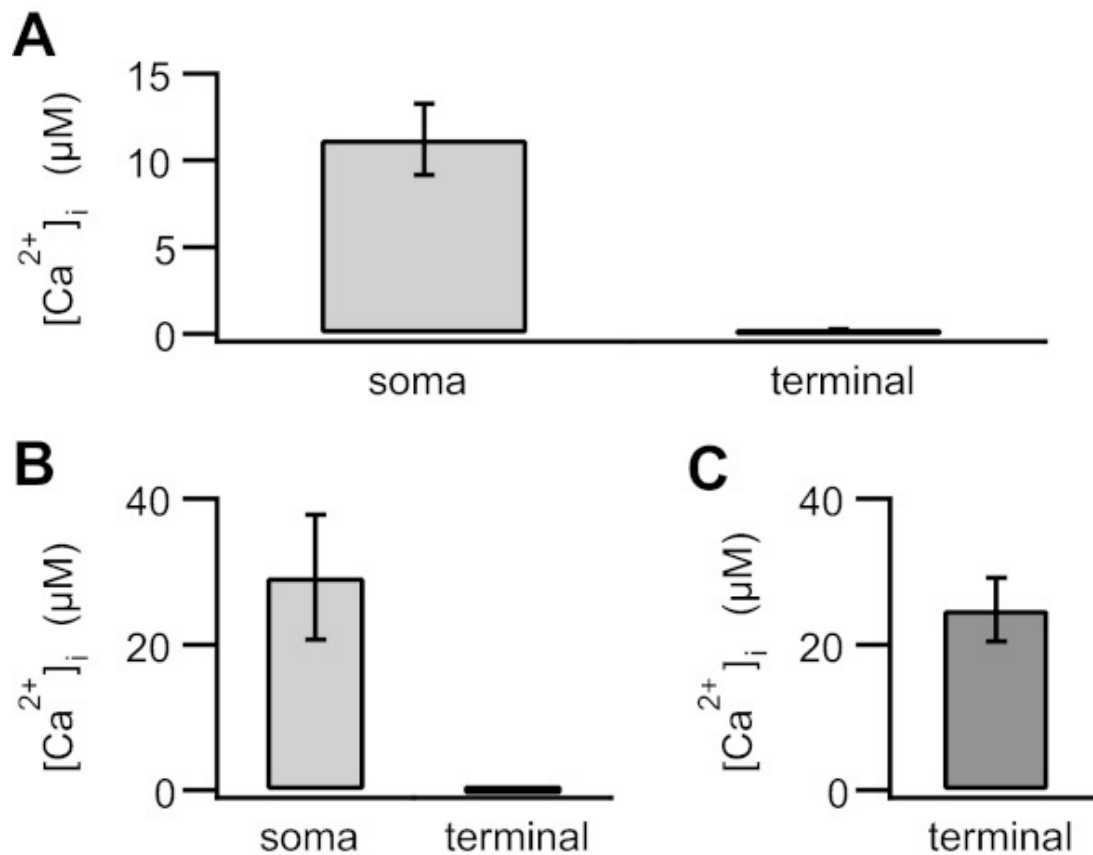 A
15
10
5
0
[Ca2+]i (µM)
soma terminal
B
40
20
0
[Ca2+]i (µM)
soma terminal
C
40
20
0
[Ca2+]i (µM)
terminal